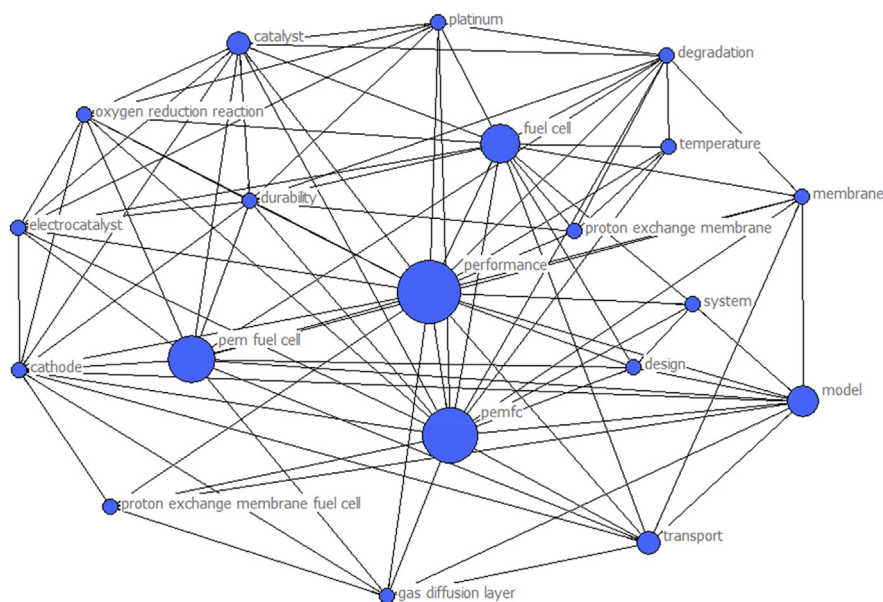 platinum
catalyst
degradation
oxygen reduction reaction
fuel cell
temperature
durability
membrane
electrocatalyst
proton exchange membrane
performance
system
pem fuel cell
cathode
design
model
pemfc
proton exchange membrane fuel cell
transport
gas diffusion layer